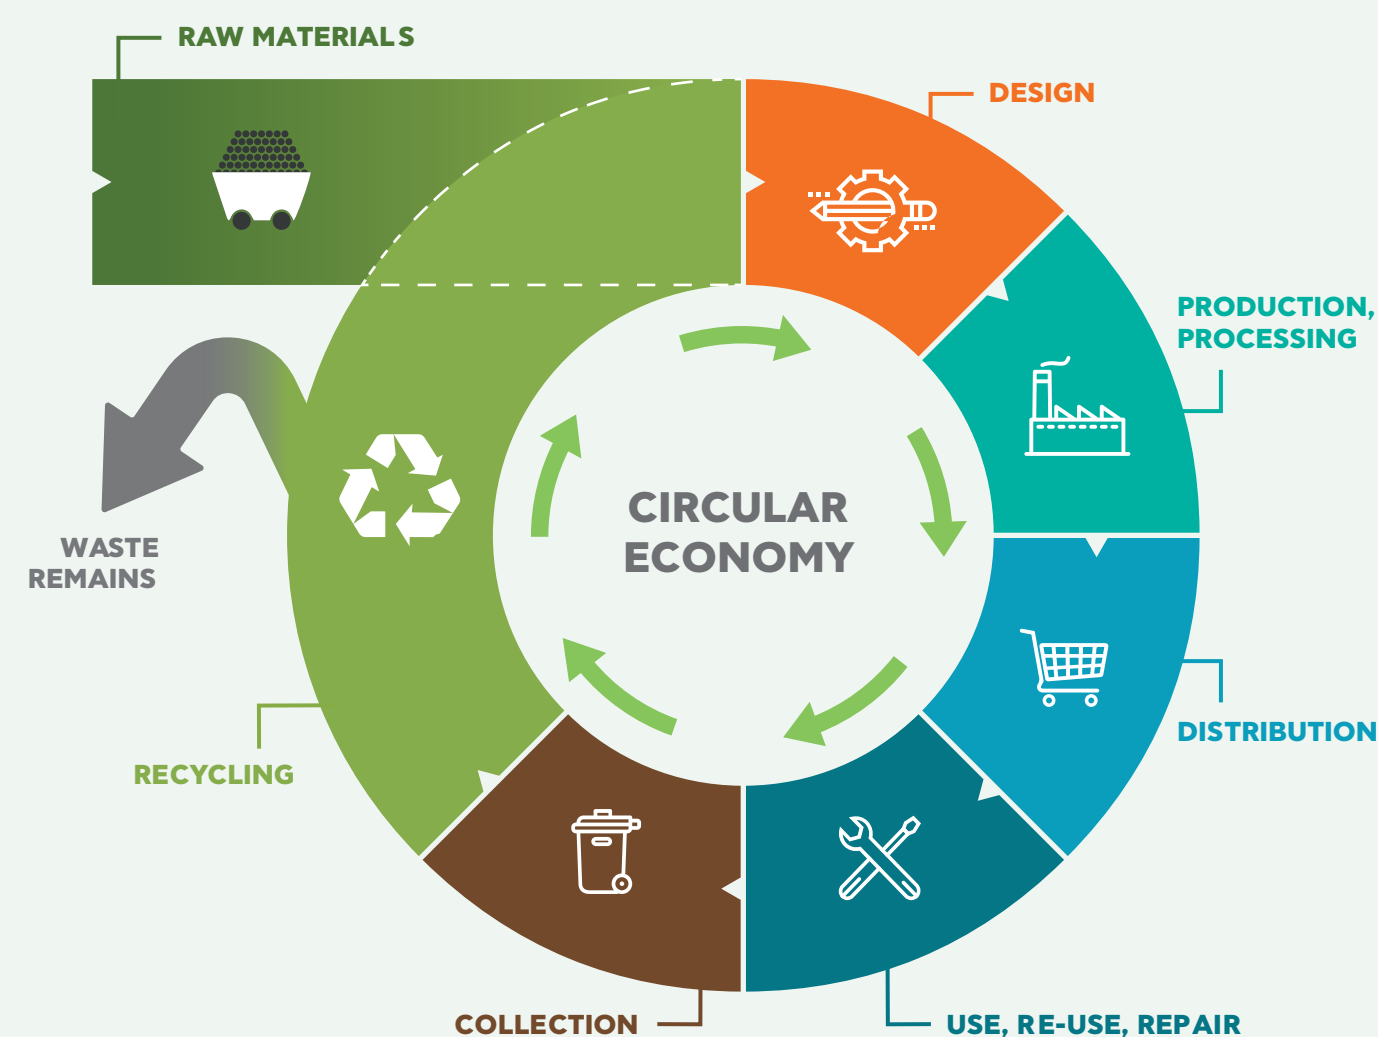 RAW MATERIALS
DESIGN
PRODUCTION,
PROCESSING
CIRCULAR
ECONOMY
WASTE
REMAINS
DISTRIBUTION
RECYCLING
COLLECTION
USE, RE-USE, REPAIR